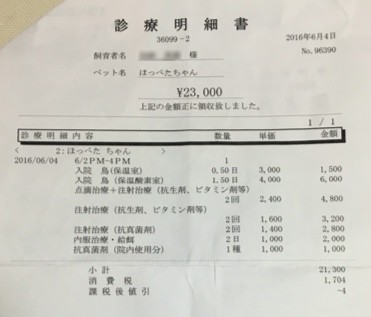 診療明細書
36099-2
2016年6月4日
飼育者名 様
No.96390
ペット名 ほっぺたちゃん
¥23,000
上記の金額正に領収致しました。
1 / 1
診療明細内容 数量 単価 金額
< 2:ほっぺた ちゃん >
2016/06/04 6/2PM-4PM 1
入院 鳥(保温室) 0.50日 3,000 1,500
入院 鳥(保温酸素室) 1.50日 4,000 6,000
点滴治療+注射治療(抗生剤、ビタミン剤等)
2回 2,400 4,800
注射治療(抗生剤、ビタミン剤等)
2回 1,600 3,200
注射治療(抗真菌剤) 2回 1,400 2,800
内服治療・給餌 2日 1,000 2,000
抗真菌剤(院内使用分) 1種 1,000 1,000
小計 21,300
消費税 1,704
課税後値引 -4